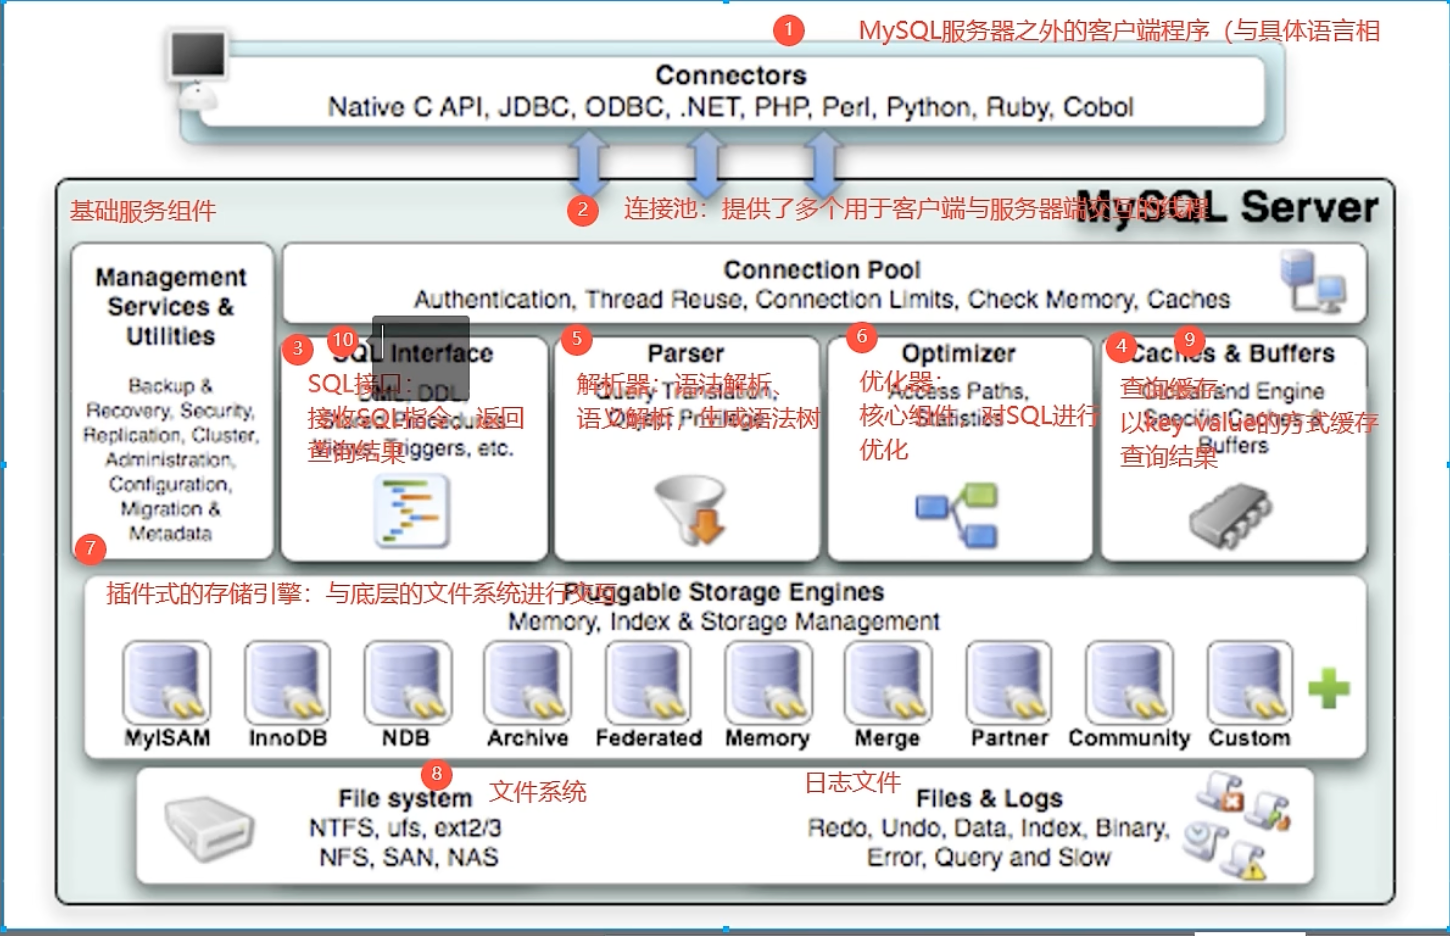 1
MySQL服务器之外的客户端程序（与具体语言相
Connectors
Native C API, JDBC, ODBC, .NET, PHP, Perl, Python, Ruby, Cobol
基础服务组件
2
连接池：提供了多个用于客户端与服务器端交互的线程
MySQL Server
Management
Services &
Utilities
Backup &
Recovery, Security,
Replication, Cluster,
Administration,
Configuration,
Migration &
Metadata
Connection Pool
Authentication, Thread Reuse, Connection Limits, Check Memory, Caches
3
10
SQL Interface
DML, DDL,
Stored Procedures
Views, Triggers, etc.
SQL接口：
接收SQL指令，返回
查询结果
5
Parser
Query Translation,
Object Privilege
解析器：语法解析、
语义解析，生成语法树
6
Optimizer
Access Paths,
Statistics
优化器：
核心组件，对SQL进行
优化
4
9
Caches & Buffers
Global and Engine
Specific Caches &
Buffers
查询缓存：
以key-value的方式缓存
查询结果
7
插件式的存储引擎：与底层的文件系统进行交互
Pluggable Storage Engines
Memory, Index & Storage Management
MyISAM
InnoDB
NDB
Archive
Federated
Memory
Merge
Partner
Community
Custom
8
File system
文件系统
NTFS, ufs, ext2/3
NFS, SAN, NAS
日志文件
Files & Logs
Redo, Undo, Data, Index, Binary,
Error, Query and Slow